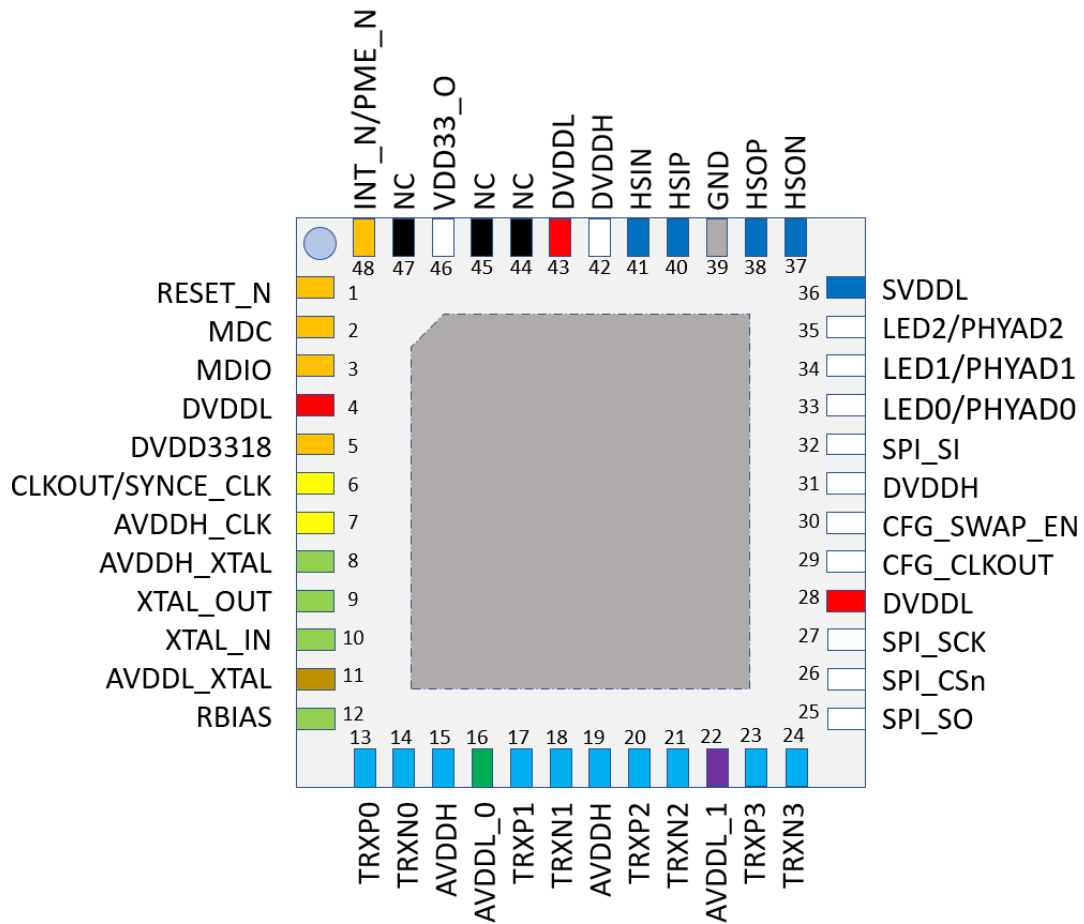 INT_N/PME_N
NC
VDD33_O
NC
NC
DVDDL
DVDDH
HSIN
HSIP
GND
HSOP
HSON
48 47 46 45 44 43 42 41 40 39 38 37
RESET_N 1
MDC 2
MDIO 3
DVDDL 4
DVDD3318 5
CLKOUT/SYNCE_CLK 6
AVDDH_CLK 7
AVDDH_XTAL 8
XTAL_OUT 9
XTAL_IN 10
AVDDL_XTAL 11
RBIAS 12
36 SVDDL
35 LED2/PHYAD2
34 LED1/PHYAD1
33 LED0/PHYAD0
32 SPI_SI
31 DVDDH
30 CFG_SWAP_EN
29 CFG_CLKOUT
28 DVDDL
27 SPI_SCK
26 SPI_CSn
25 SPI_SO
13 14 15 16 17 18 19 20 21 22 23 24
TRXP0
TRXN0
AVDDH
AVDDL_0
TRXP1
TRXN1
AVDDH
TRXP2
TRXN2
AVDDL_1
TRXP3
TRXN3